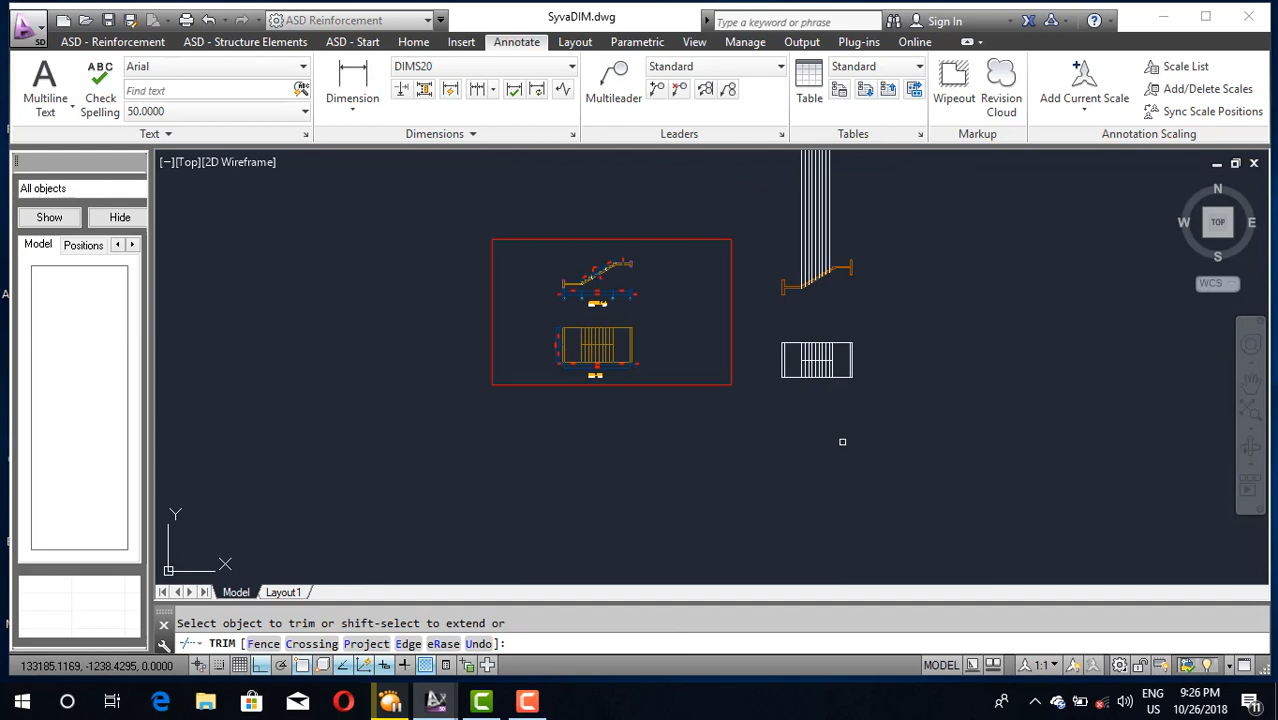 ASD Reinforcement
SyvaDIM.dwg
Type a keyword or phrase
Sign In
3D
ASD - Reinforcement
ASD - Structure Elements
ASD - Start
Home
Insert
Annotate
Layout
Parametric
View
Manage
Output
Plug-ins
Online
Multiline Text
ABC
Check Spelling
Arial
Find text
50.0000
Text
Dimension
DIMS20
Dimensions
Multileader
Standard
Leaders
Table
Standard
Tables
Wipeout
Revision Cloud
Markup
Add Current Scale
Scale List
Add/Delete Scales
Sync Scale Positions
Annotation Scaling
All objects
Show
Hide
Model
Positions
[−][Top][2D Wireframe]
N
W
TOP
E
S
WCS
Y
X
Model
Layout1
Select object to trim or shift-select to extend or
TRIM [Fence Crossing Project Edge eRase Undo]:
133185.1169, -1238.4295, 0.0000
MODEL
1:1
ENG
US
9:26 PM
10/26/2018
11